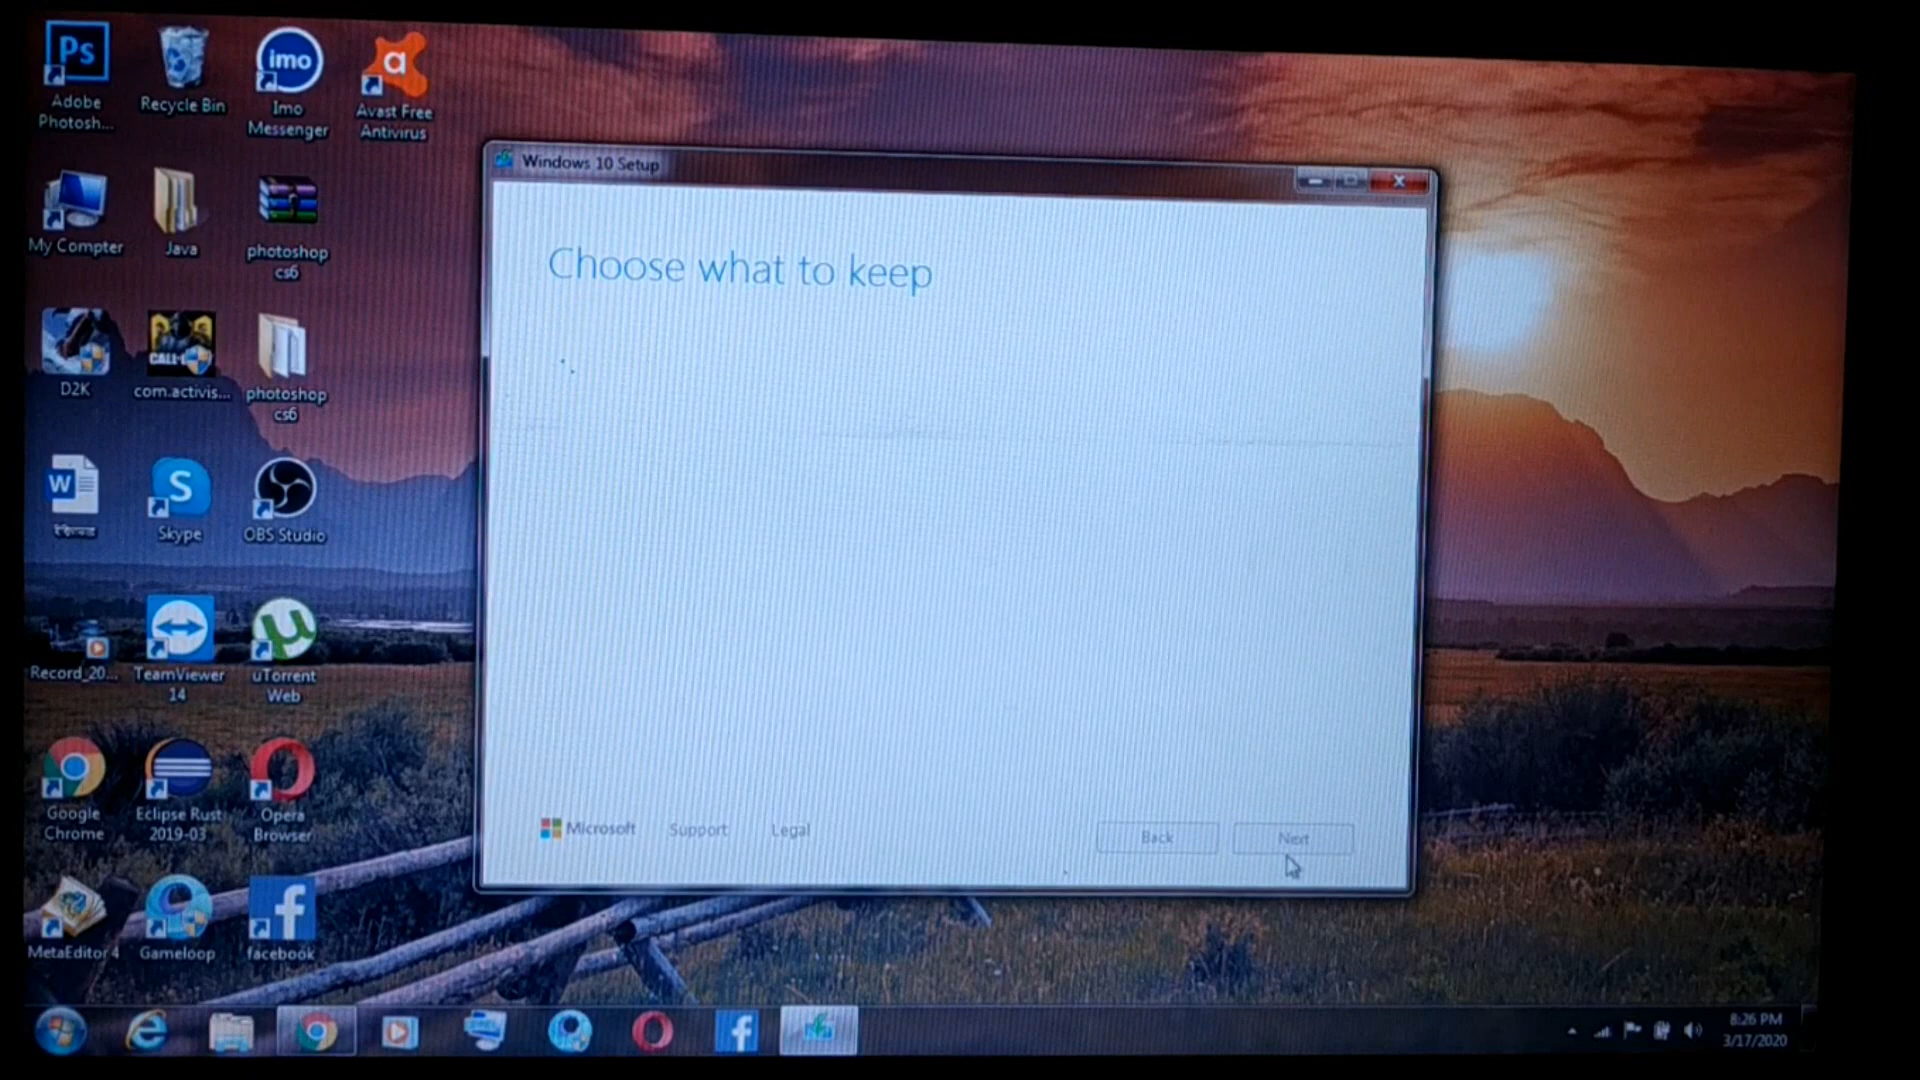 Ps
Adobe
Photosh...
Recycle Bin
imo
Imo
Messenger
a
Avast Free
Antivirus
My Compter
Java
photoshop
cs6
D2K
CALL
com.activis...
photoshop
cs6
W
S
Skype
OBS Studio
Record_20...
TeamViewer
14
µ
uTorrent
Web
Google
Chrome
Eclipse Rust
2019-03
Opera
Browser
MetaEditor 4
Gameloop
f
facebook
Windows 10 Setup
Choose what to keep
Microsoft
Support
Legal
Back
Next
f
8:26 PM
3/17/2020